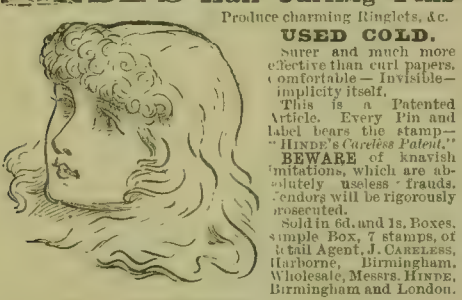 Produce charming Ringlets, &c.
USED COLD.
Surer and much more
effective than curl papers.
Comfortable — Invisible —
implicity itself.
This is a Patented
Article. Every Pin and
label bears the stamp—
"HINDE'S Careless Patent."
BEWARE of knavish
imitations, which are ab-
solutely useless frauds.
Vendors will be rigorously
prosecuted.
Sold in 6d. and 1s. Boxes.
ample Box, 7 stamps, of
Retail Agent, J. CARELESS,
Harborne, Birmingham.
Wholesale, Messrs. HINDE,
Birmingham and London.